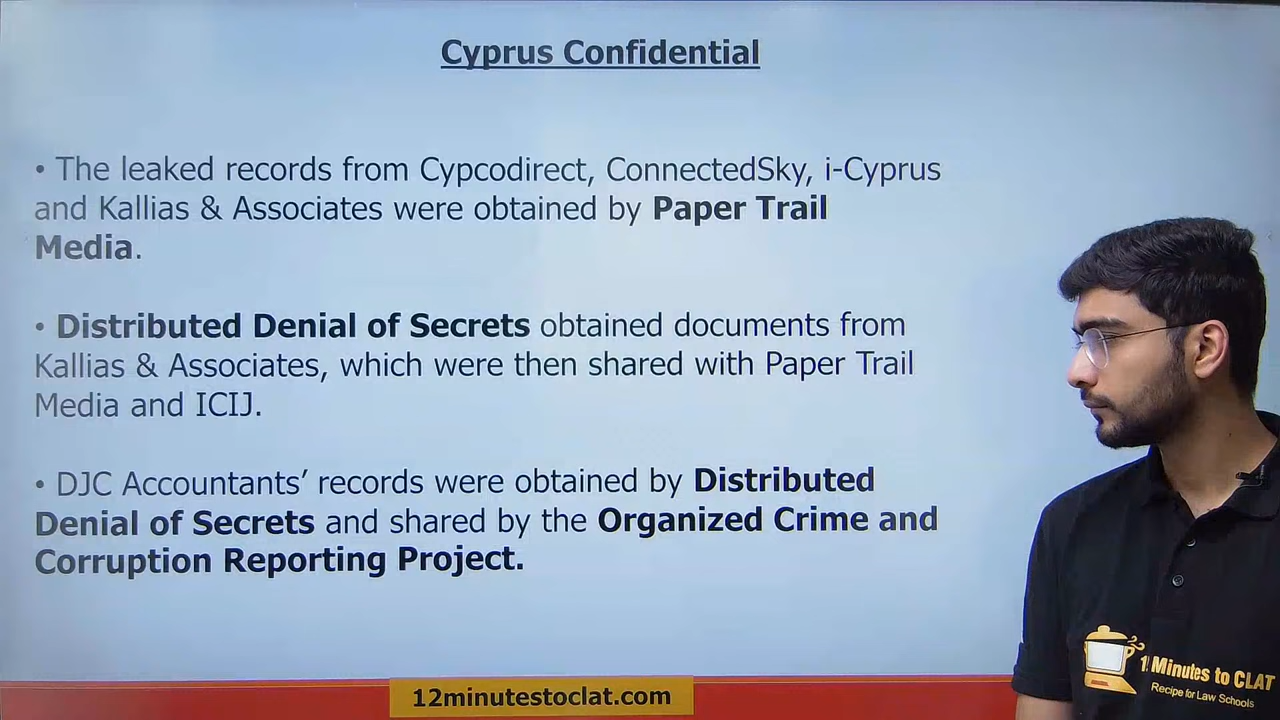 Cyprus Confidential
• The leaked records from Cypcodirect, ConnectedSky, i-Cyprus
and Kallias & Associates were obtained by Paper Trail
Media.
• Distributed Denial of Secrets obtained documents from
Kallias & Associates, which were then shared with Paper Trail
Media and ICIJ.
• DJC Accountants’ records were obtained by Distributed
Denial of Secrets and shared by the Organized Crime and
Corruption Reporting Project.
12minutestoclat.com
12 Minutes to CLAT
Recipe for Law Schools